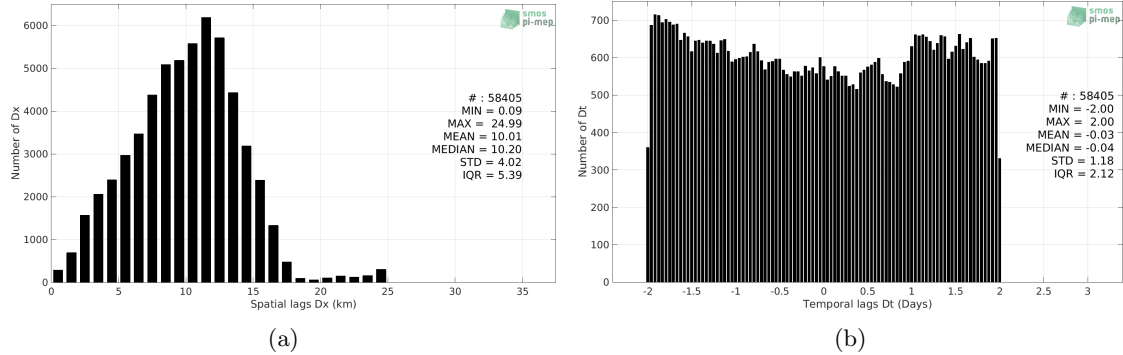 6000
5000
4000
3000
2000
1000
0
Number of Dx
smos
pi-mep
# : 58405
MIN = 0.09
MAX = 24.99
MEAN = 10.01
MEDIAN = 10.20
STD = 4.02
IQR = 5.39
0 5 10 15 20 25 30 35
Spatial lags Dx (km)
(a)
700
600
500
400
300
200
100
0
Number of Dt
smos
pi-mep
# : 58405
MIN = -2.00
MAX = 2.00
MEAN = -0.03
MEDIAN = -0.04
STD = 1.18
IQR = 2.12
-2 -1.5 -1 -0.5 0 0.5 1 1.5 2 2.5 3
Temporal lags Dt (Days)
(b)